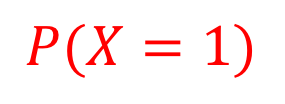 P(X = 1)